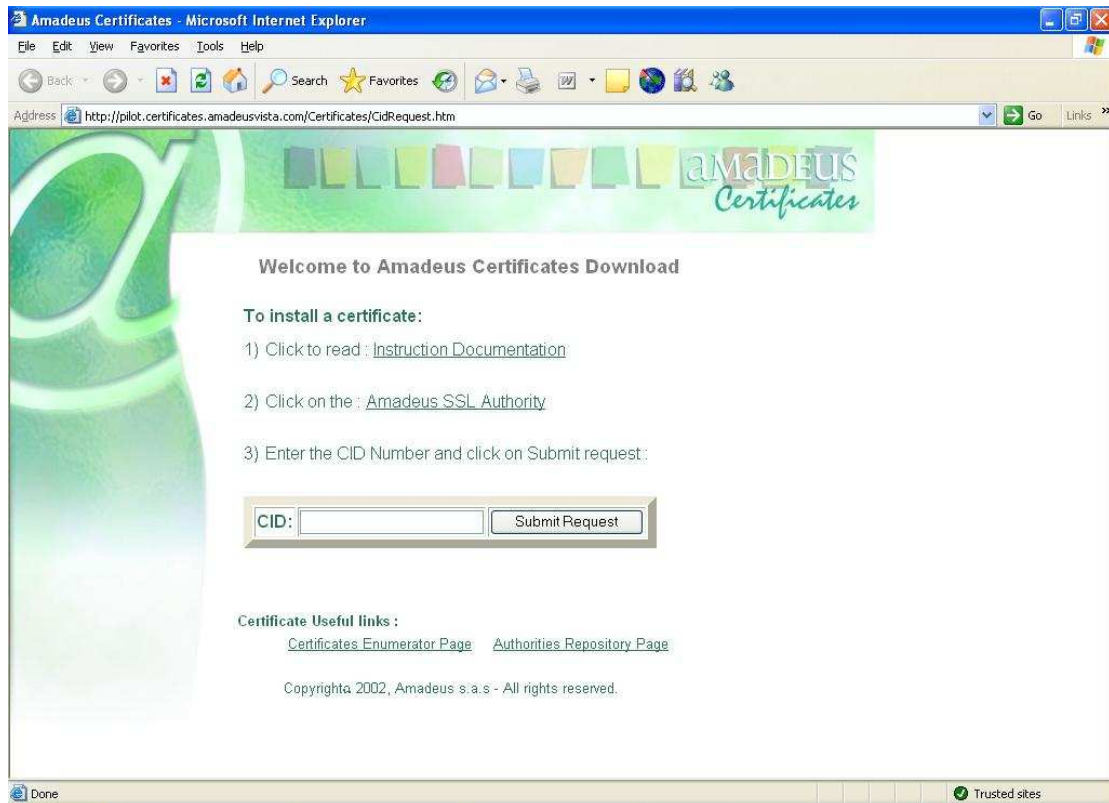 Amadeus Certificates - Microsoft Internet Explorer
File Edit View Favorites Tools Help
Back Search Favorites
Address http://pilot.certificates.amadeusvista.com/Certificates/CidRequest.htm Go Links »
aMaDEUS
Certificates
Welcome to Amadeus Certificates Download
To install a certificate:
1) Click to read : Instruction Documentation
2) Click on the : Amadeus SSL Authority
3) Enter the CID Number and click on Submit request :
CID: Submit Request
Certificate Useful links :
Certificates Enumerator Page Authorities Repository Page
Copyrightа 2002, Amadeus s.a.s - All rights reserved.
Done Trusted sites